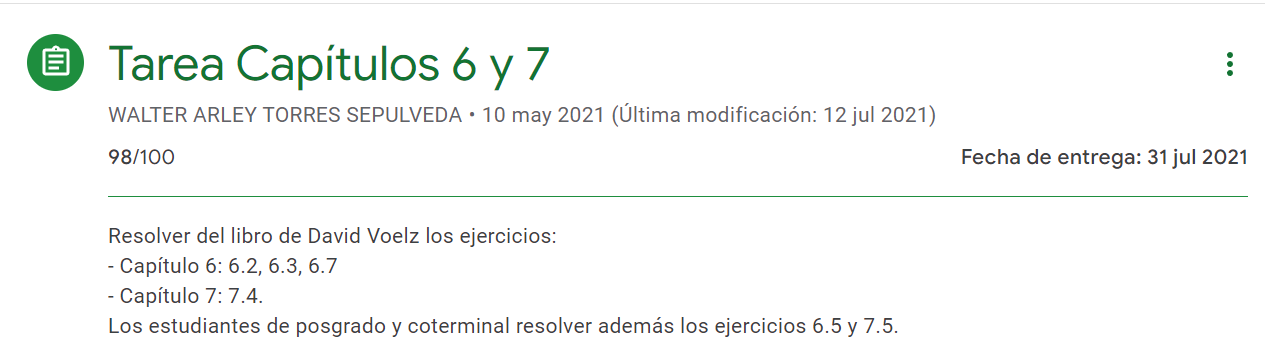 Tarea Capítulos 6 y 7
WALTER ARLEY TORRES SEPULVEDA • 10 may 2021 (Última modificación: 12 jul 2021)
98/100
Fecha de entrega: 31 jul 2021
Resolver del libro de David Voelz los ejercicios:
- Capítulo 6: 6.2, 6.3, 6.7
- Capítulo 7: 7.4.
Los estudiantes de posgrado y coterminal resolver además los ejercicios 6.5 y 7.5.